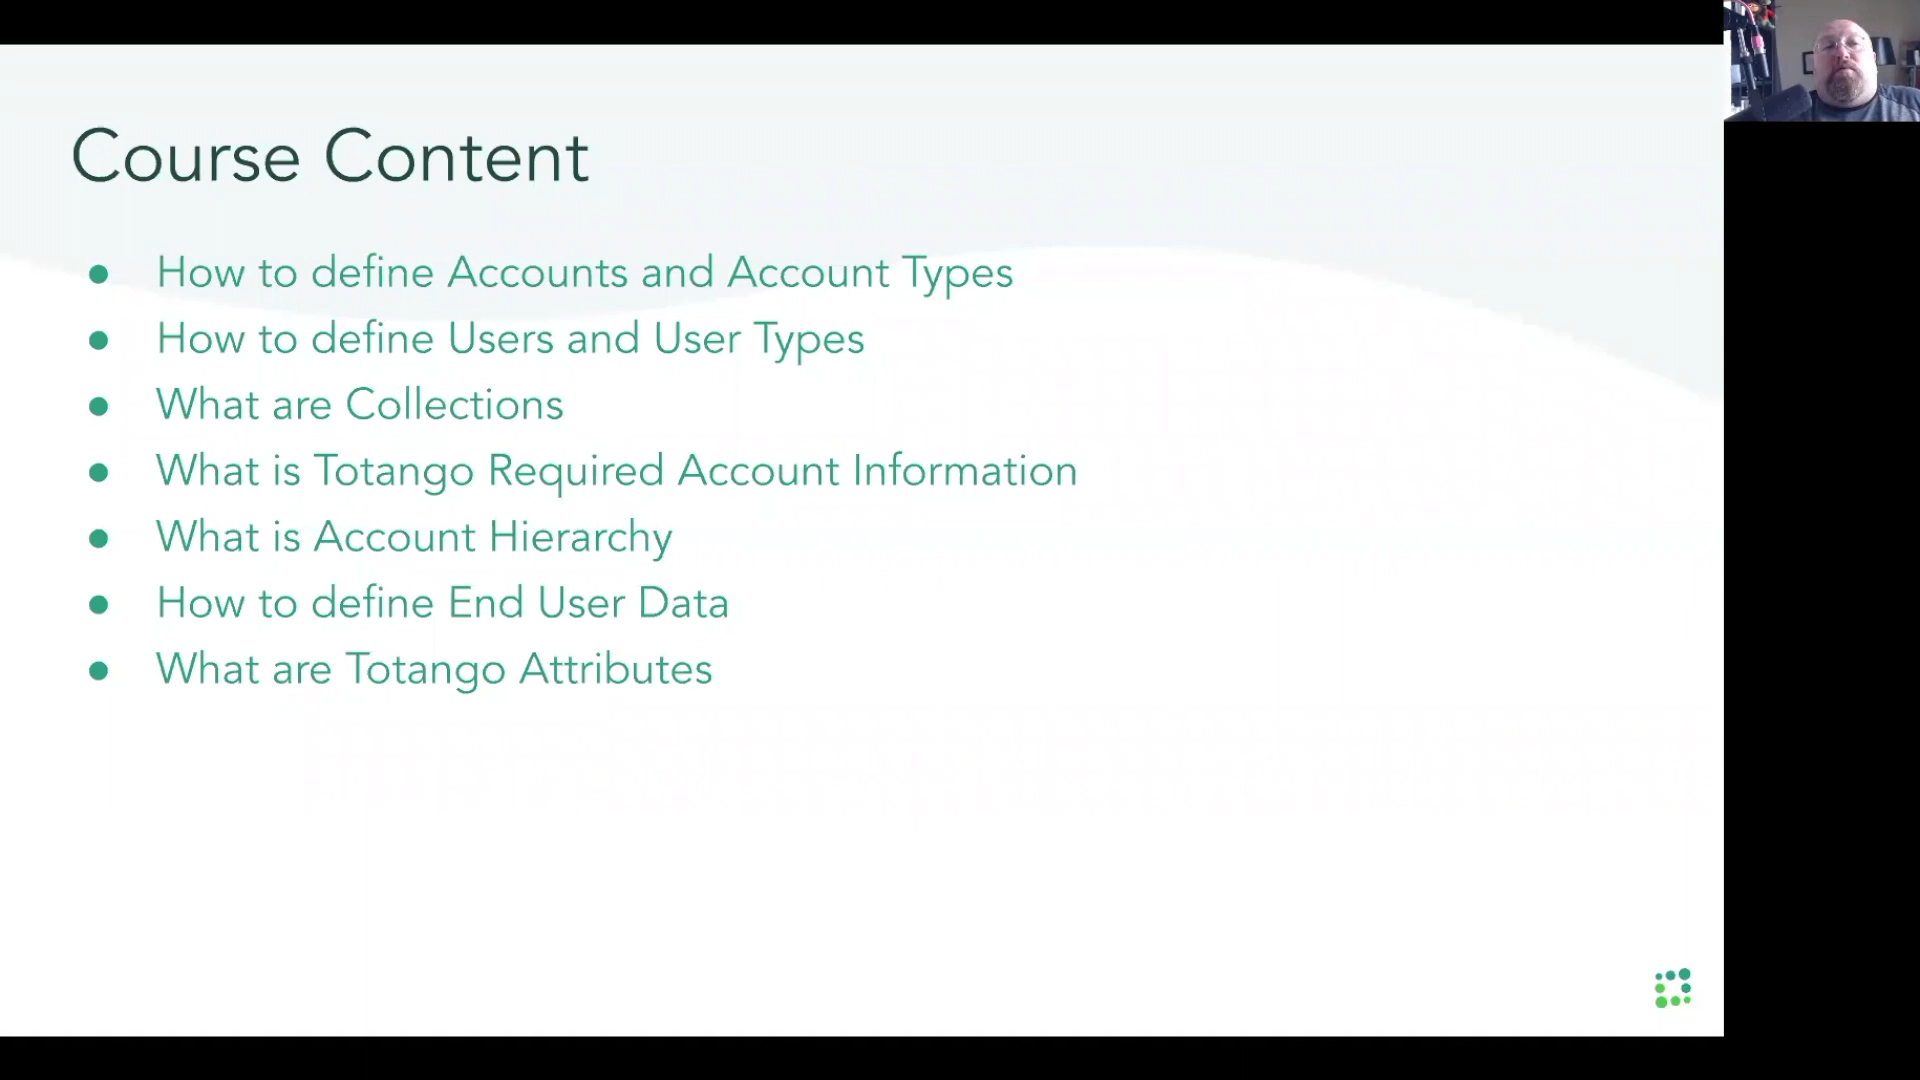 Course Content
● How to define Accounts and Account Types
● How to define Users and User Types
● What are Collections
● What is Totango Required Account Information
● What is Account Hierarchy
● How to define End User Data
● What are Totango Attributes